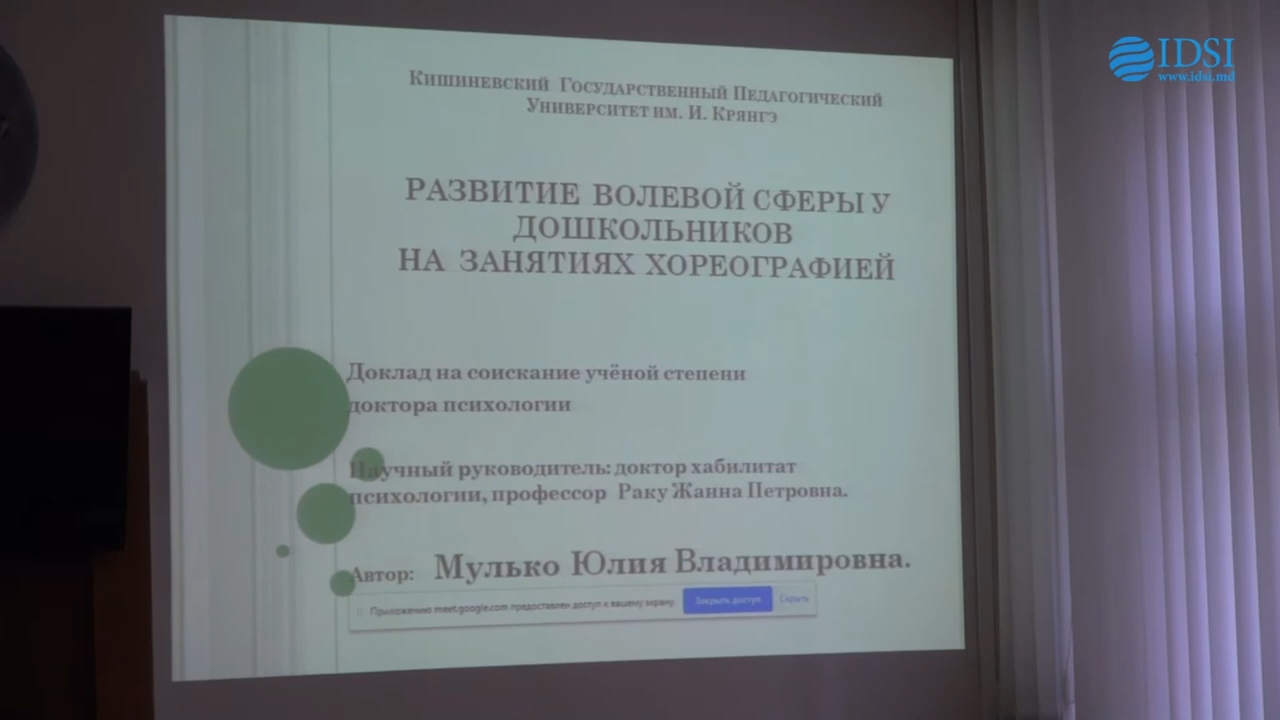 IDSI
www.idsi.md
Кишиневский Государственный Педагогический
Университет им. И. Крянгэ
РАЗВИТИЕ ВОЛЕВОЙ СФЕРЫ У
ДОШКОЛЬНИКОВ
НА ЗАНЯТИЯХ ХОРЕОГРАФИЕЙ
Доклад на соискание учёной степени
доктора психологии
Научный руководитель: доктор хабилитат
психологии, профессор Раку Жанна Петровна.
Автор: Мулько Юлия Владимировна.
Приложению meet.google.com предоставлен доступ к вашему экрану. Закрыть доступ Скрыть